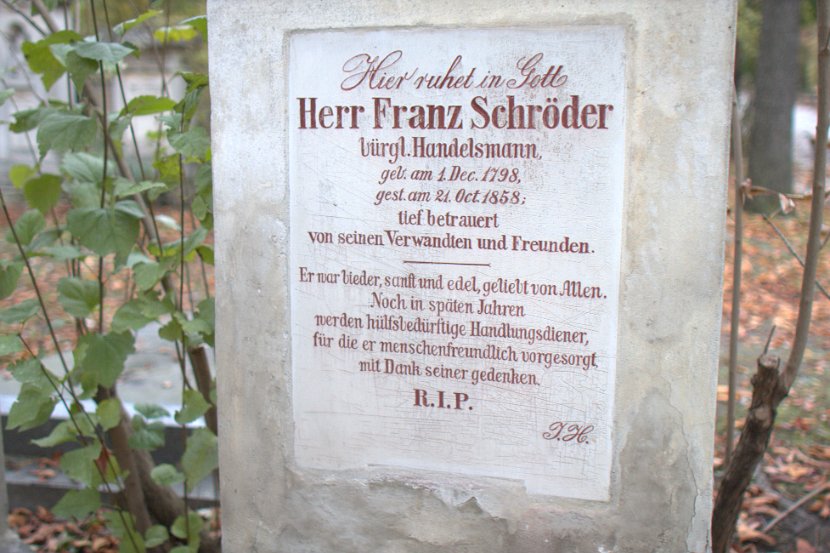 Hier ruhet in Gott
Herr Franz Schröder
bürgl. Handelsmann,
geb. am 1. Dec. 1798,
gest. am 21. Oct 1858;
tief betrauert
von seinen Verwandten und Freunden.
Er war bieder, sanft und edel, geliebt von Allen.
Noch in späten Jahren
werden hülfsbedürftige Handlungsdiener,
für die er menschenfreundlich vorgesorgt,
mit Dank seiner gedenken.
R.I.P.
J.H.